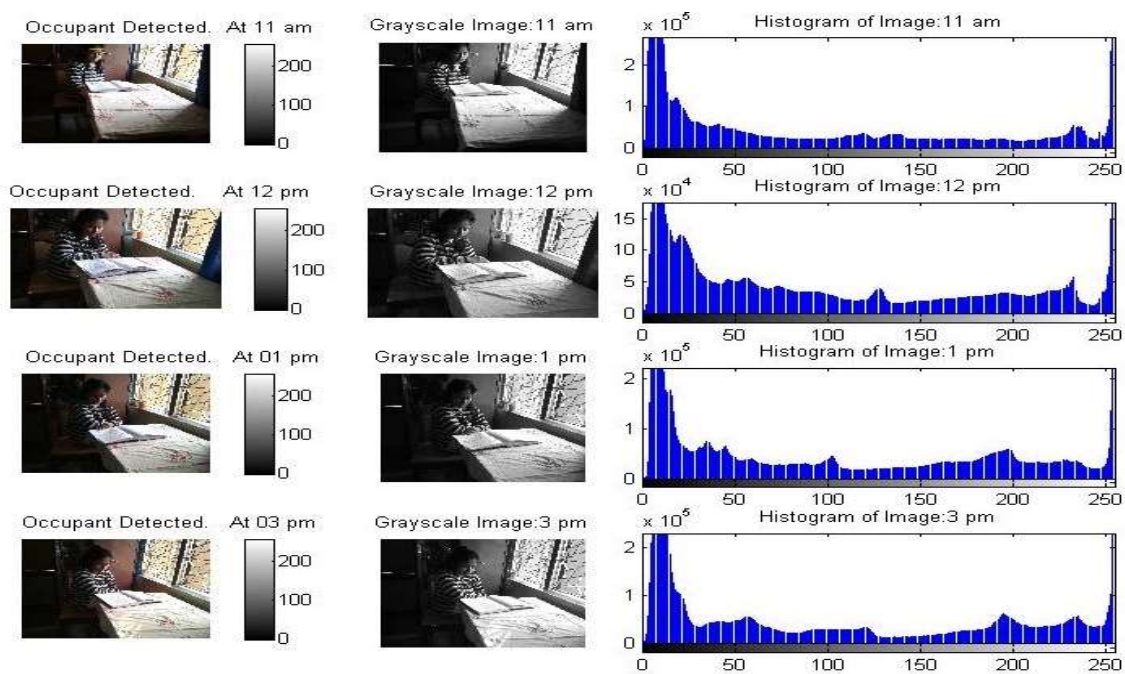 Occupant Detected. At 11 am
Grayscale Image:11 am
x 10^5
Histogram of Image:11 am
200
100
0
2
1
0
0 50 100 150 200 250
Occupant Detected. At 12 pm
Grayscale Image:12 pm
x 10^4
Histogram of Image:12 pm
200
100
0
15
10
5
0
0 50 100 150 200 250
Occupant Detected. At 01 pm
Grayscale Image:1 pm
x 10^5
Histogram of Image:1 pm
200
100
0
2
1
0
0 50 100 150 200 250
Occupant Detected. At 03 pm
Grayscale Image:3 pm
x 10^5
Histogram of Image:3 pm
200
100
0
2
1
0
0 50 100 150 200 250